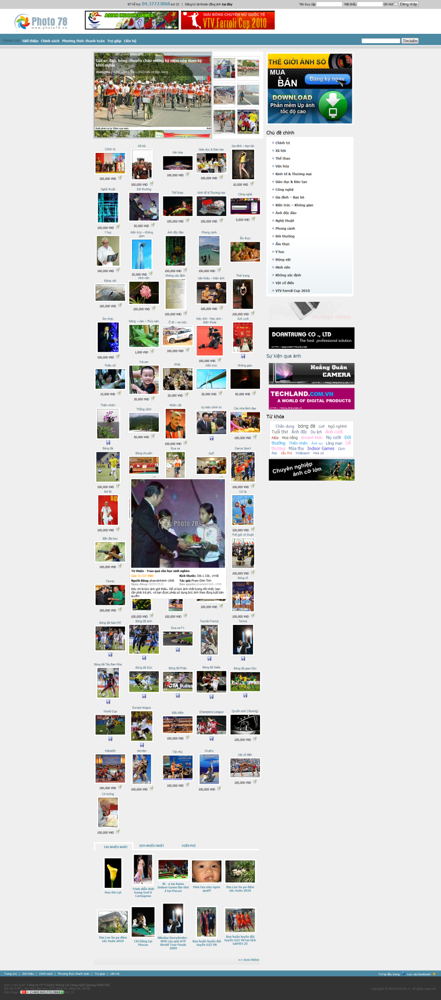 ĐT hỗ trợ: 04.37723868 ext 23 | Đăng ký tài khoản đăng ảnh tại đây
Tên truy cập Mật khẩu Ghi nhớ Đăng nhập
Photo 78
www.photo78.vn
ASIAN INDOOR GAMES
GIẢI BÓNG CHUYỀN NỮ QUỐC TẾ
VTV Ferroli Cup 2010
TRANG CHỦ Giới thiệu Chính sách Phương thức thanh toán Trợ giúp Liên hệ
Tìm kiếm
Giải xe đạp, bóng chuyền chào mừng kỷ niệm này Nam kỳ
khởi nghĩa
Photo 78
Xuất phát cự ly 12km của nam.
THẾ GIỚI ẢNH SỐ
MUA
&
BÁN
Đăng ký ngay
DOWNLOAD
Phần mềm Up ảnh
tốc độ cao
Chủ đề chính
Chính trị
Xã hội
Thể thao
Văn hóa
Kinh tế & Thương mại
Giáo dục & Đào tạo
Công nghệ
Gia đình – Bạn bè
Kiến trúc – Không gian
Ảnh độc đáo
Nghệ thuật
Phong cảnh
Đời thường
Ẩm thực
Y học
Động vật
Hình nền
Không xác định
Vật cổ điển
VTV Ferroli Cup 2010
Portege M800
DOANTRUNG CO ., LTD
The best professional solution
HTTP://WWW.DOANTRUNG.COM
Sự kiện qua ảnh
Hoằng Quân
CAMERA
HTTP://PROCAMERA.COM.VN
TECHLAND.COM.VN
A WORLD OF DIGITAL PRODUCTS
HTTP://TECHLAND.COM.VN
Từ khóa
Chân dung bóng đá Golf Ngộ nghĩnh
Tuổi thơ Ảnh độc Du lịch Ảnh cưới
AIGs Hoa nắng Khoảnh khắc Nụ cười Đời
thường Thiên nhiên Ảnh vui Lãng mạn Dễ
thương Mùa thu Indoor Games Cảnh
đẹp cầu thủ Wallpaper Hoa cỏ
Chuyên nghiệp
ảnh cỡ lớn
Chính trị Xã hội Văn hóa Giáo dục & Đào tạo Gia đình – Bạn bè
100,000 VND 100,000 VND 100,000 VND 100,000 VND 10,000 VND
Nghệ thuật Đời thường Thể thao Kinh tế & Thương mại Công nghệ
100,000 VND 50,000 VND 100,000 VND 100,000 VND 5,000 VND
Y học Kiến trúc – Không gian Ảnh độc đáo Phong cảnh Ẩm thực
100,000 VND 20,000 VND 100,000 VND 100,000 VND
Động vật Hình nền Không xác định Sân khấu – Điện ảnh Thời trang
100,000 VND 100,000 VND 100,000 VND 100,000 VND 100,000 VND
Âm nhạc Nông – Lâm – Thủy sản Ô tô – xe máy Máy tính - Máy ảnh - Điện thoại Ảnh cưới
100,000 VND 1,000 VND 100,000 VND 100,000 VND
Thiếu nữ Trẻ em Khác Kiến trúc Không gian
15,000 VND 20,000 VND 20,000 VND 20,000 VND 50,000 VND
Thiên nhiên Thắng cảnh Nhân vật Sự kiện chính trị Các nhà lãnh đạo
50,000 VND 100,000 VND 100,000 VND
Bóng đá Bóng chuyền Đua xe Golf Dance Sport
100,000 VND 100,000 VND
Bơi lội Cử tạ
100,000 VND 100,000 VND
Bắn đĩa bay Thế giới võ thuật
100,000 VND 100,000 VND
Photo 78
Từ thiện - Trao quà cho học sinh nghèo
Giá: 50,000 VND Kích thước: 356 x 336, 14 KB
Người đăng: phamdinhtinh-1956 Tác giả: Phạm Đình Tình
Ngày đăng: 08/09/2010 Bản quyền: phamdinhtinh-1956
Đây chỉ là bức ảnh giới thiệu. Để có bức ảnh chất lượng tốt nhất, bạn
cần phải trả phí, và bạn được phép sử dụng bức ảnh theo đúng luật bản
quyền.
Tennis Bóng rổ
100,000 VND 100,000 VND 100,000 VND 100,000 VND 100,000 VND
Bóng đá Nam Mỹ Bóng đá Anh Đua xe F1 Tourde France Tennis
Bóng đá Tây Ban Nha Bóng đá Đức Bóng đá Pháp Bóng đá Italia Bóng đá giao hữu
World Cup Europe league Đấu kiếm Champions League Quyền anh (Boxing)
100,000 VND 100,000 VND
Kabaddi Aerobic Tán thủ Wushu Vật cổ điển
100,000 VND 100,000 VND 100,000 VND 100,000 VND 100,000 VND
Cờ tướng
100,000 VND
TẢI NHIỀU NHẤT XEM NHIỀU NHẤT MIỄN PHÍ
Hoa Đà Lạt
Trình diễn thời
trang Ixel ở
Cartagena
Bi - a tại Asian
Indoor Game lần thứ
2 tại Macao
Món tay này ngon
quá!!!
Địa Lan Sa pa đậm
sắc Xuân 2010
Địa Lan Sa pa đậm
sắc Xuân 2010
Chí Dũng tại
Macao
Nikolay Davydenko -
NVĐ của giải ATP
World Tour Finals
2009
Ban huấn luyện đội
tuyển U23 VN
Ban huấn luyện đội
tuyển U23 VN tại SEA
GAMES 25
>> Xem thêm
Trang chủ | Giới thiệu | Chính sách | Phương thức thanh toán | Trợ giúp | Liên hệ
Trở lại đầu trang Lưu vào bookmark
Đơn vị chủ quản: Công ty CP Truyền thông và Công nghệ Quang Minh DEC
Điện thoại: (+84) 043.772.3868 ext 23
Copyright © 2009 Photo78.vn. All rights reserved.